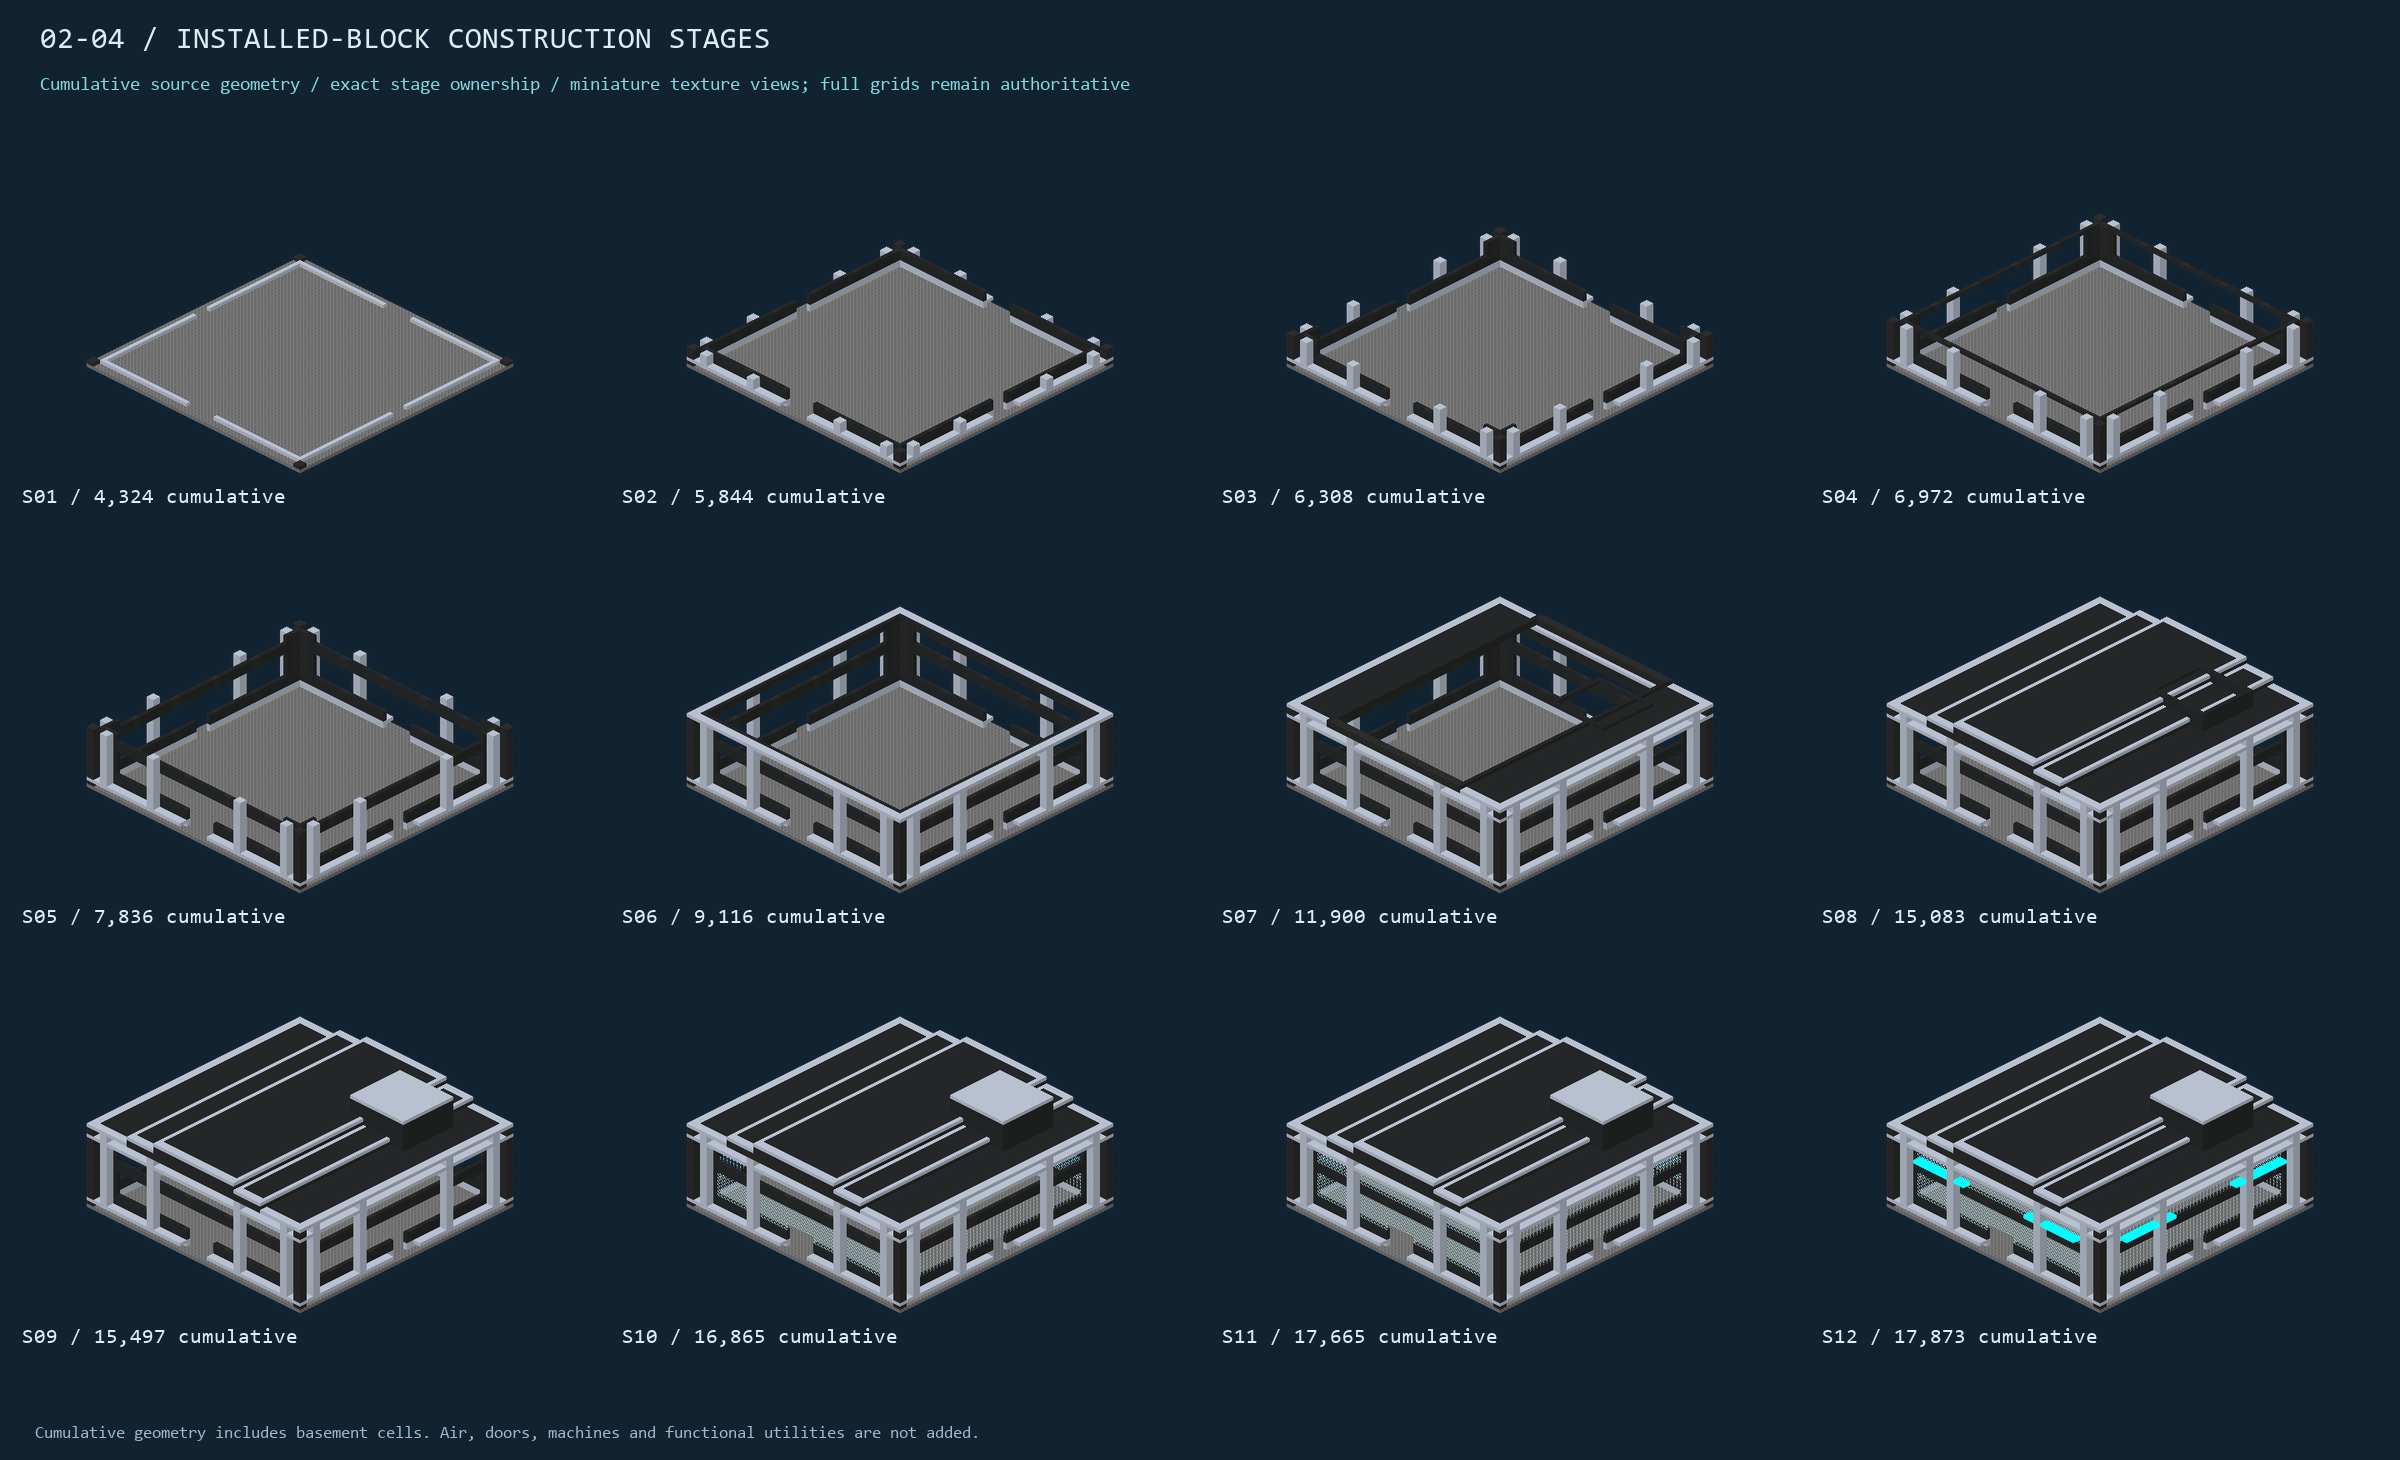 02-04 / INSTALLED-BLOCK CONSTRUCTION STAGES
Cumulative source geometry / exact stage ownership / miniature texture views; full grids remain authoritative
S01 / 4,324 cumulative
S02 / 5,844 cumulative
S03 / 6,308 cumulative
S04 / 6,972 cumulative
S05 / 7,836 cumulative
S06 / 9,116 cumulative
S07 / 11,900 cumulative
S08 / 15,083 cumulative
S09 / 15,497 cumulative
S10 / 16,865 cumulative
S11 / 17,665 cumulative
S12 / 17,873 cumulative
Cumulative geometry includes basement cells. Air, doors, machines and functional utilities are not added.